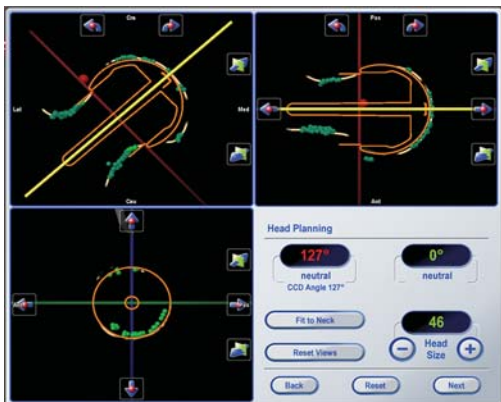 Cre
Lat
Med
Cau
Pos
Ant
Head Planning
127°
0°
neutral
neutral
CCD Angle 127°
Fit to Neck
46
Reset Views
Head
Size
Back
Reset
Next